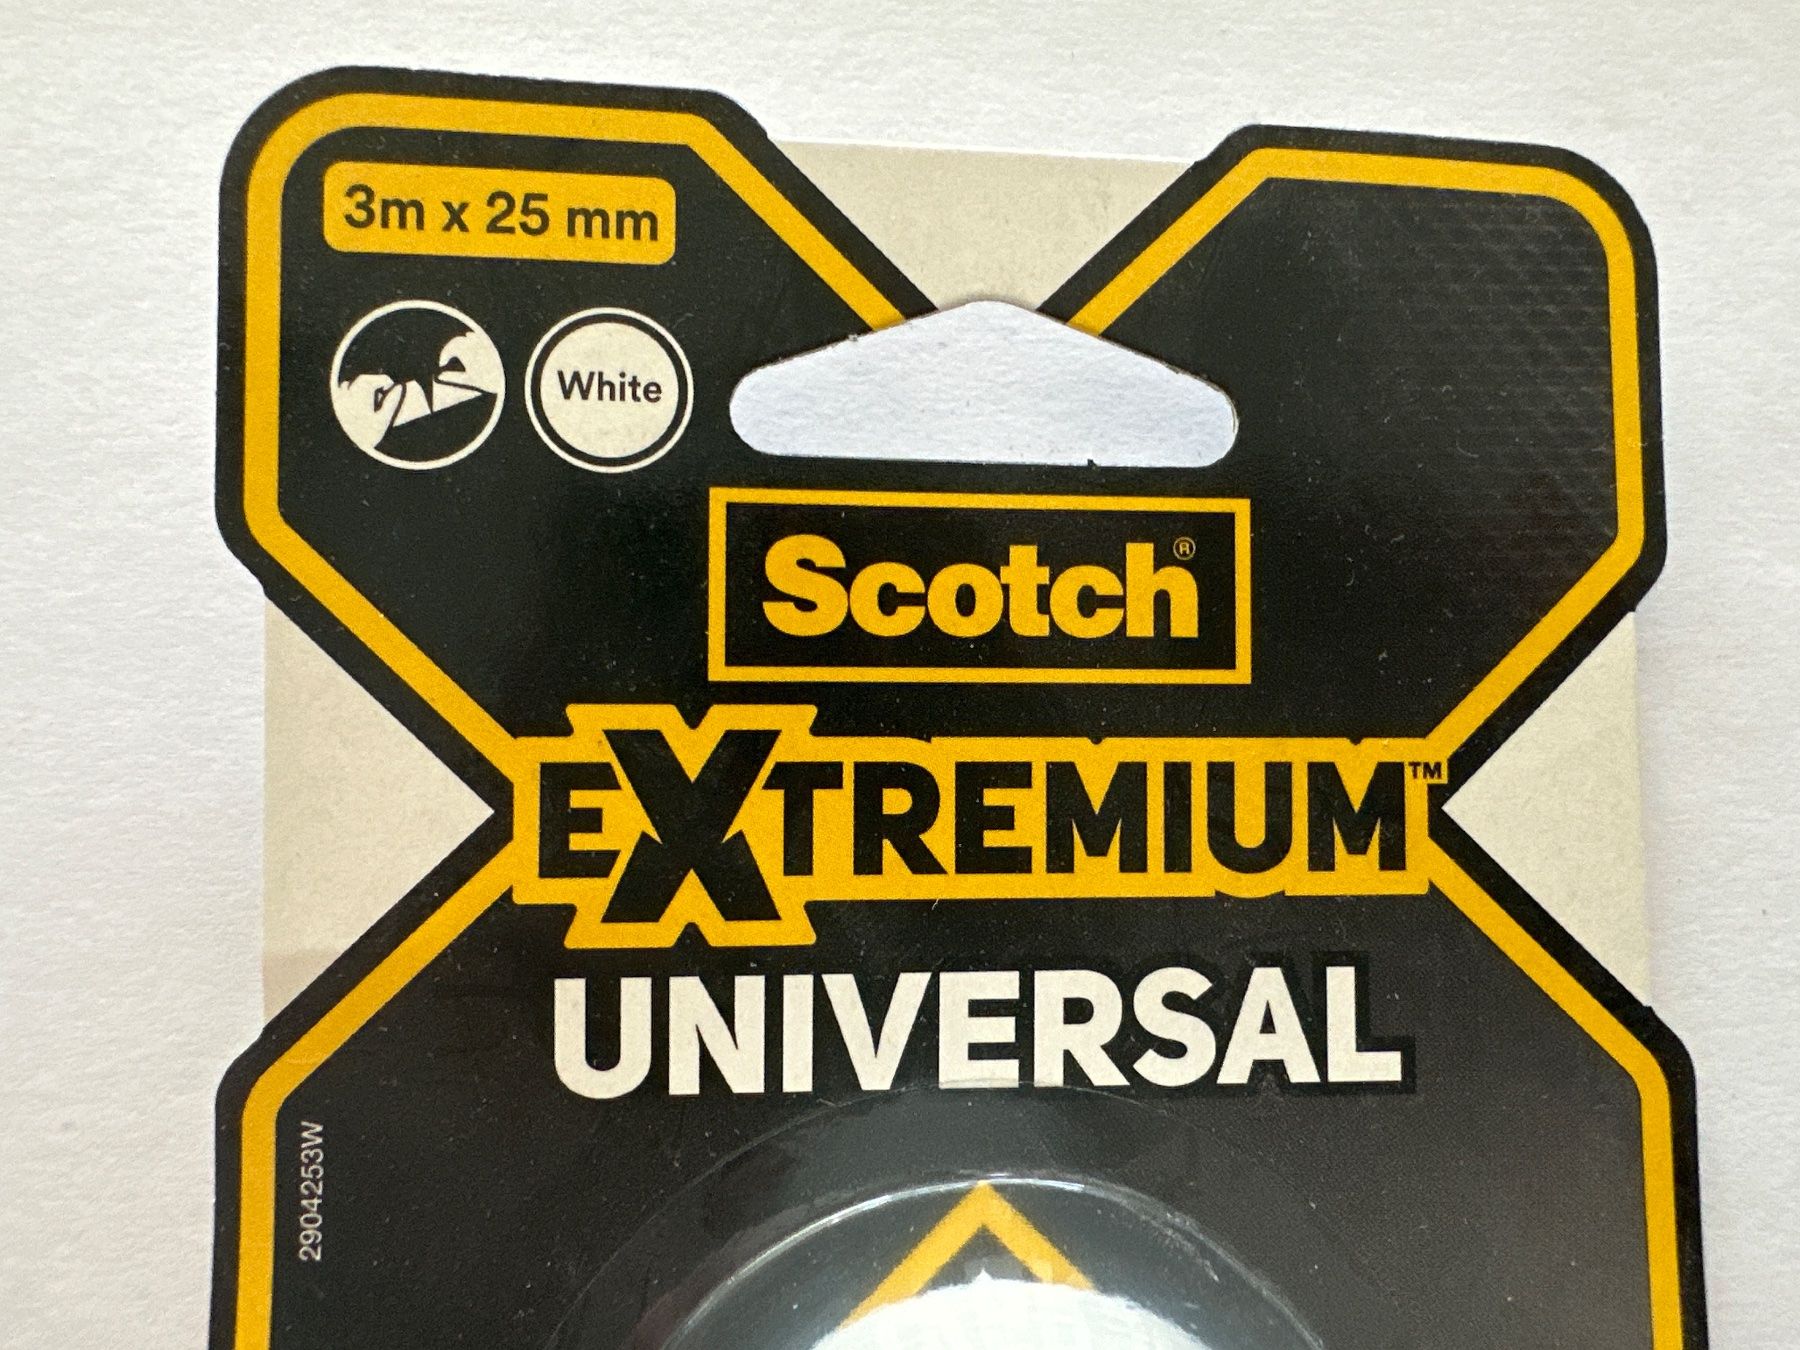 3m x 25 mm
White
Scotch®
EXTREMIUM™
UNIVERSAL
2904253W